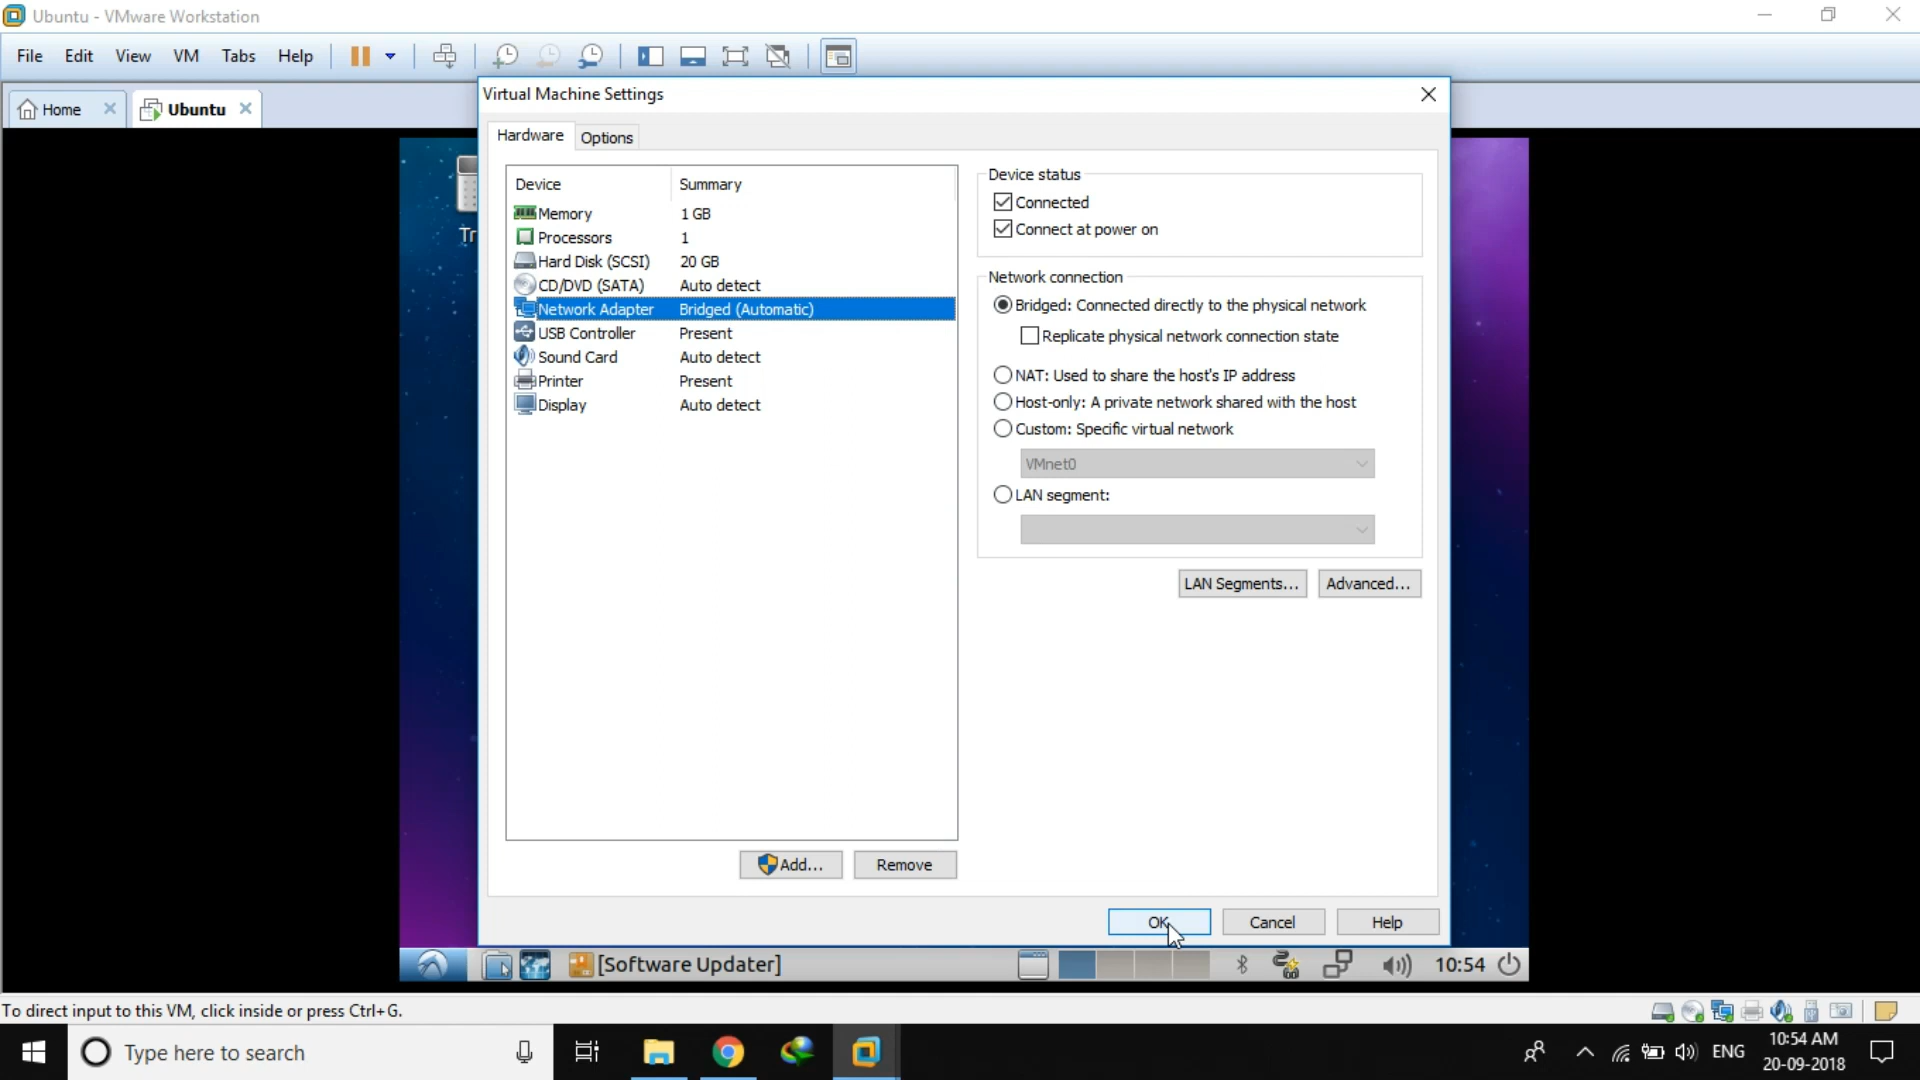 Ubuntu - VMware Workstation
File Edit View VM Tabs Help
Home Ubuntu
Virtual Machine Settings
Hardware Options
Device Summary
Memory 1 GB
Processors 1
Hard Disk (SCSI) 20 GB
CD/DVD (SATA) Auto detect
Network Adapter Bridged (Automatic)
USB Controller Present
Sound Card Auto detect
Printer Present
Display Auto detect
Device status
Connected
Connect at power on
Network connection
Bridged: Connected directly to the physical network
Replicate physical network connection state
NAT: Used to share the host's IP address
Host-only: A private network shared with the host
Custom: Specific virtual network
VMnet0
LAN segment:
LAN Segments... Advanced...
Add... Remove
OK Cancel Help
Tr
[Software Updater] 10:54
To direct input to this VM, click inside or press Ctrl+G.
Type here to search
ENG
10:54 AM
20-09-2018